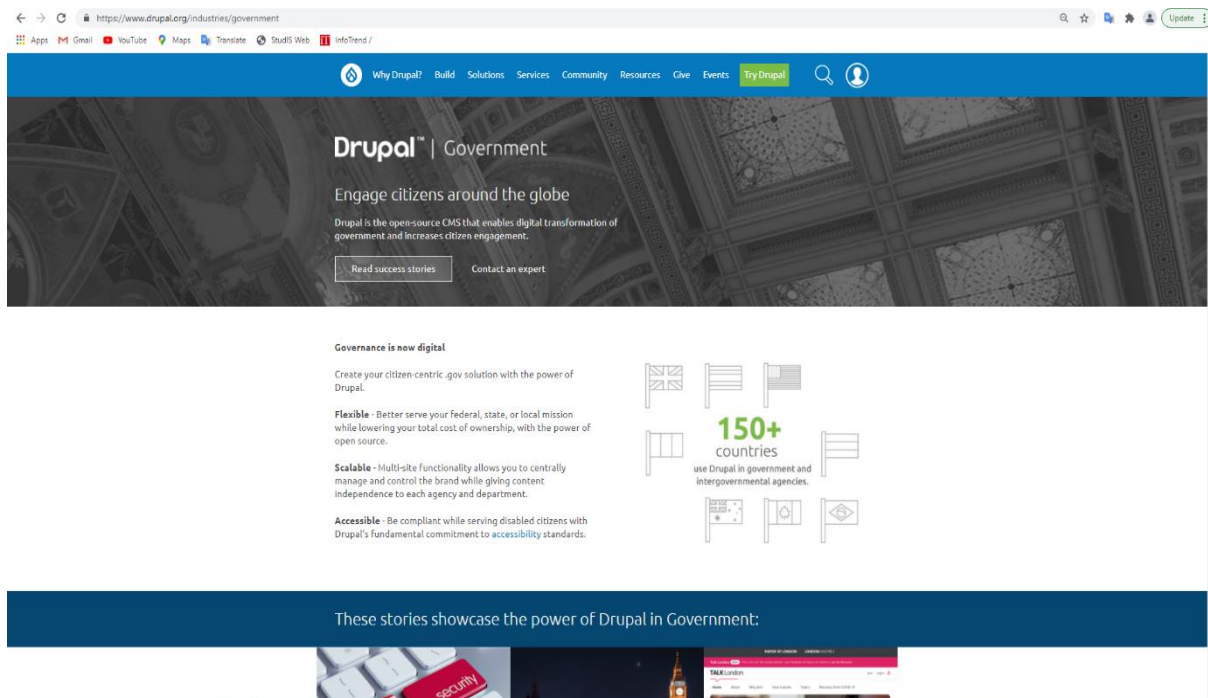 https://www.drupal.org/industries/government
Update
Apps Gmail YouTube Maps Translate StudIS Web InfoTrend /
Why Drupal? Build Solutions Services Community Resources Give Events Try Drupal
Drupal™ | Government
Engage citizens around the globe
Drupal is the open-source CMS that enables digital transformation of
government and increases citizen engagement.
Read success stories Contact an expert
Governance is now digital
Create your citizen-centric .gov solution with the power of
Drupal.
Flexible - Better serve your federal, state, or local mission
while lowering your total cost of ownership, with the power of
open source.
Scalable - Multi-site functionality allows you to centrally
manage and control the brand while giving content
independence to each agency and department.
Accessible - Be compliant while serving disabled citizens with
Drupal's fundamental commitment to accessibility standards.
150+
countries
use Drupal in government and
intergovernmental agencies.
These stories showcase the power of Drupal in Government:
security
TALK London